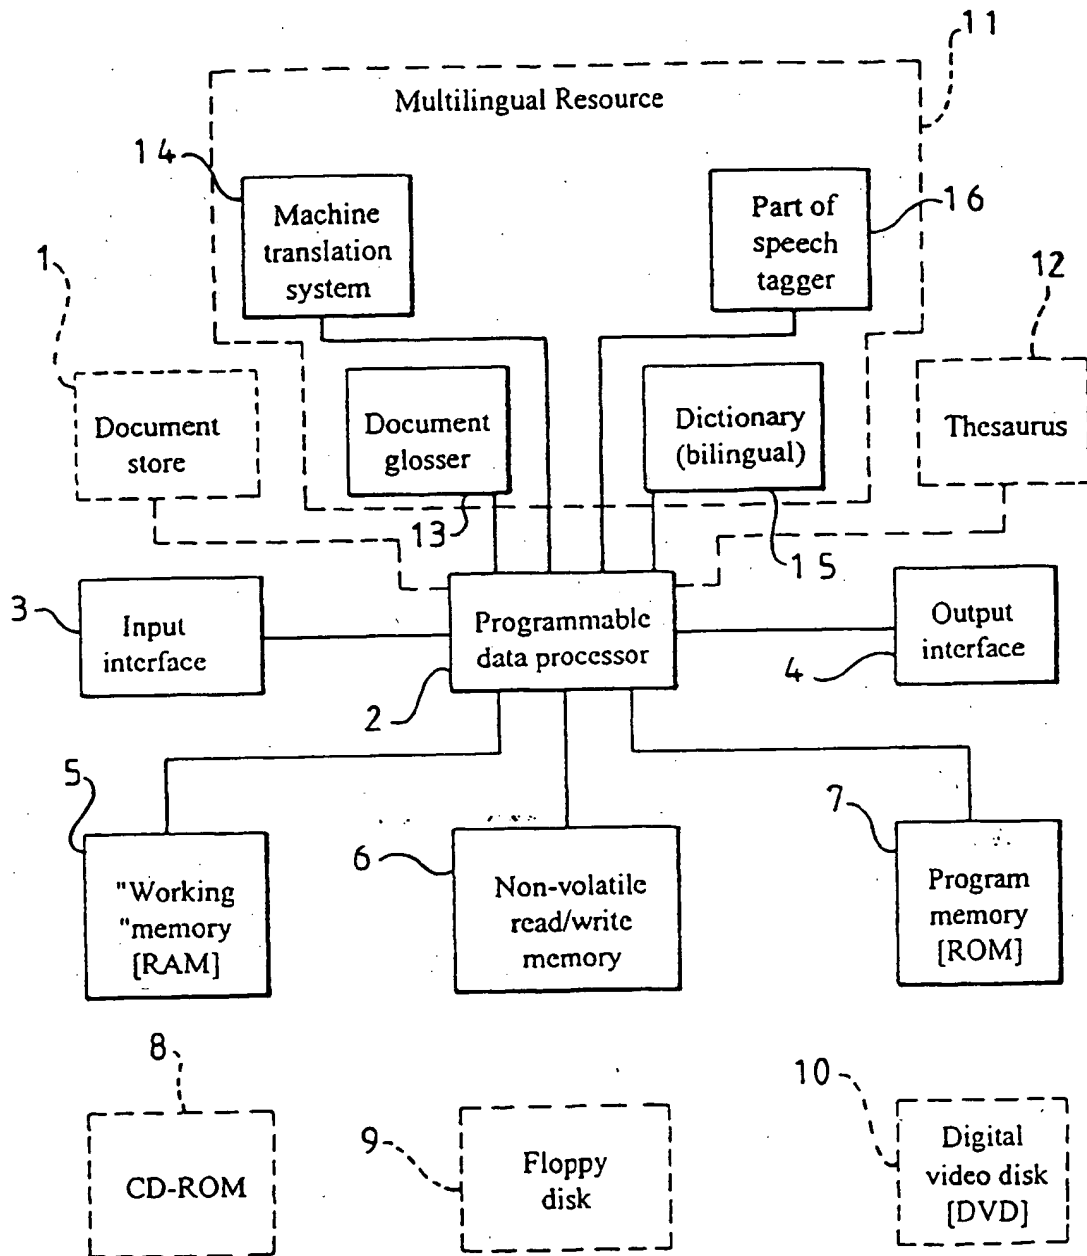 11
Multilingual Resource
14
Machine
translation
system
Part of
speech
tagger
16
1
12
Document
store
Document
glosser
Dictionary
(bilingual)
Thesaurus
13
15
3
Input
interface
Programmable
data processor
Output
interface
2
4
5
"Working
"memory
[RAM]
6
Non-volatile
read/write
memory
7
Program
memory
[ROM]
8
CD-ROM
9
Floppy
disk
10
Digital
video disk
[DVD]